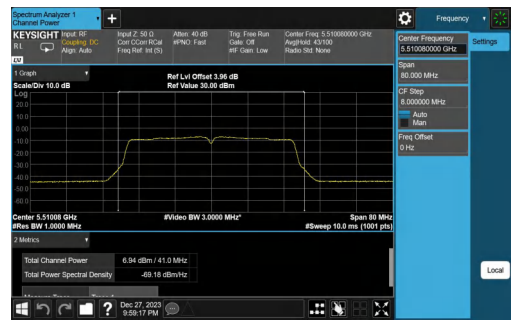 Spectrum Analyzer 1
Channel Power
+
Frequency
KEYSIGHT Input: RF
RL Coupling: DC
Align: Auto
Input Z: 50 Ω
Corr CCorr RCal
Freq Ref: Int (S)
Atten: 40 dB
#PNO: Fast
Trig: Free Run
Gate: Off
#IF Gain: Low
Center Freq: 5.510080000 GHz
Avg|Hold: 43/100
Radio Std: None
LV
Center Frequency
5.510080000 GHz
Settings
Span
80.000 MHz
CF Step
8.000000 MHz
Auto
Man
Freq Offset
0 Hz
1 Graph
Scale/Div 10.0 dB
Ref Lvl Offset 3.96 dB
Ref Value 30.00 dBm
Log
20.0
10.0
0.00
-10.0
-20.0
-30.0
-40.0
-50.0
-60.0
Center 5.51008 GHz
#Res BW 1.0000 MHz
#Video BW 3.0000 MHz*
Span 80 MHz
#Sweep 10.0 ms (1001 pts)
2 Metrics
Total Channel Power 6.94 dBm / 41.0 MHz
Total Power Spectral Density -69.18 dBm/Hz
Local
?
Dec 27, 2023
9:59:17 PM